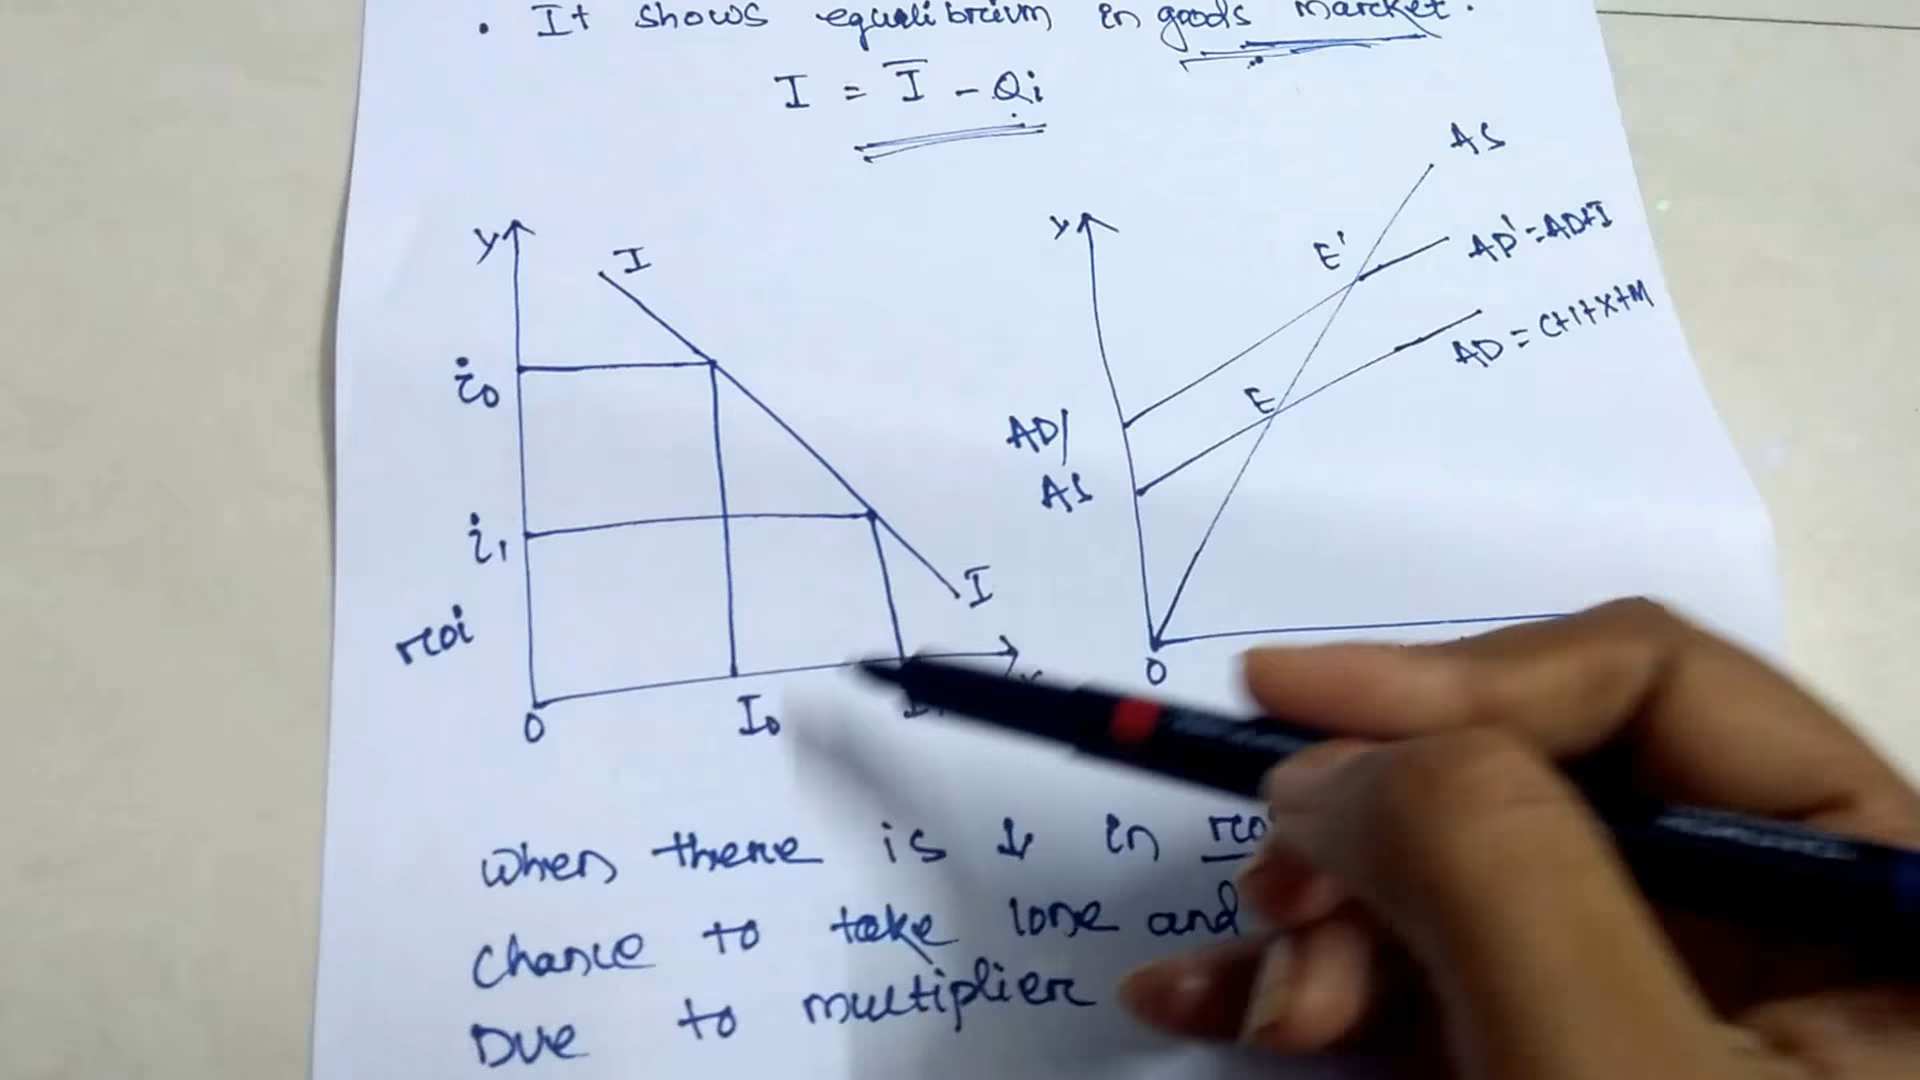 . It shows equilibrium in goods market.
I = Ī - Qi
Y
I
i0
i1
roi
I
0
I0
Y
AS
E'
AD' = AD+I
AD = C+I+X+M
E
AD/
AS
0
When there is ↓ in roi
chance to take lone and
Due to multiplier